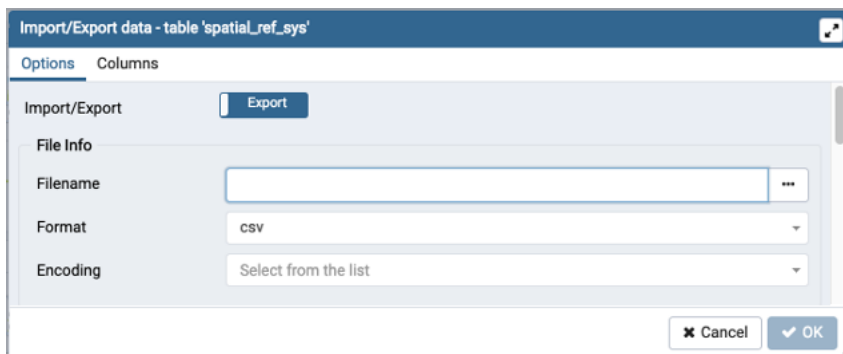 Import/Export data - table 'spatial_ref_sys'
Options Columns
Import/Export Export
File Info
Filename
Format csv
Encoding Select from the list
Cancel OK